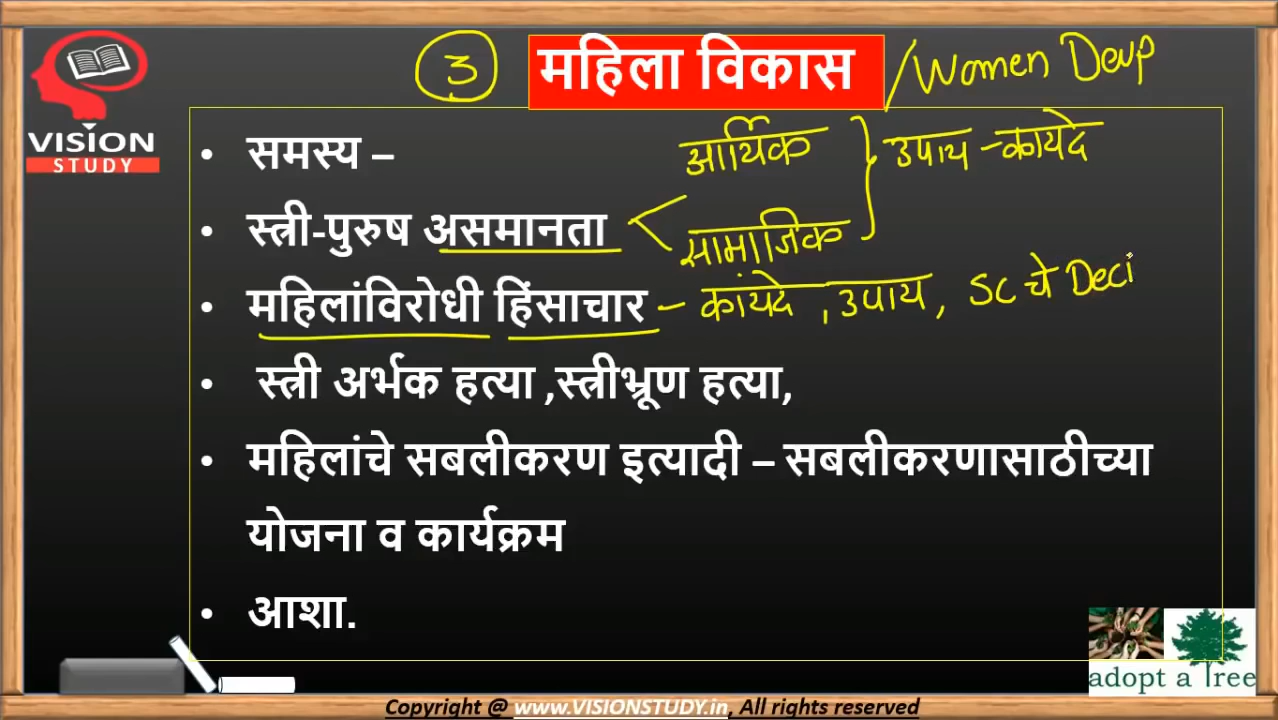 3 महिला विकास /Women Devp
VISION
STUDY
• समस्य –
आर्थिक
उपाय -कायदे
• स्त्री-पुरुष असमानता
सामाजिक
• महिलांविरोधी हिंसाचार – कायदे , उपाय, SC चे Deci
• स्त्री अर्भक हत्या ,स्त्रीभ्रूण हत्या,
• महिलांचे सबलीकरण इत्यादी – सबलीकरणासाठीच्या
योजना व कार्यक्रम
• आशा.
adopt a Tree
Copyright @ www.VISIONSTUDY.in, All rights reserved